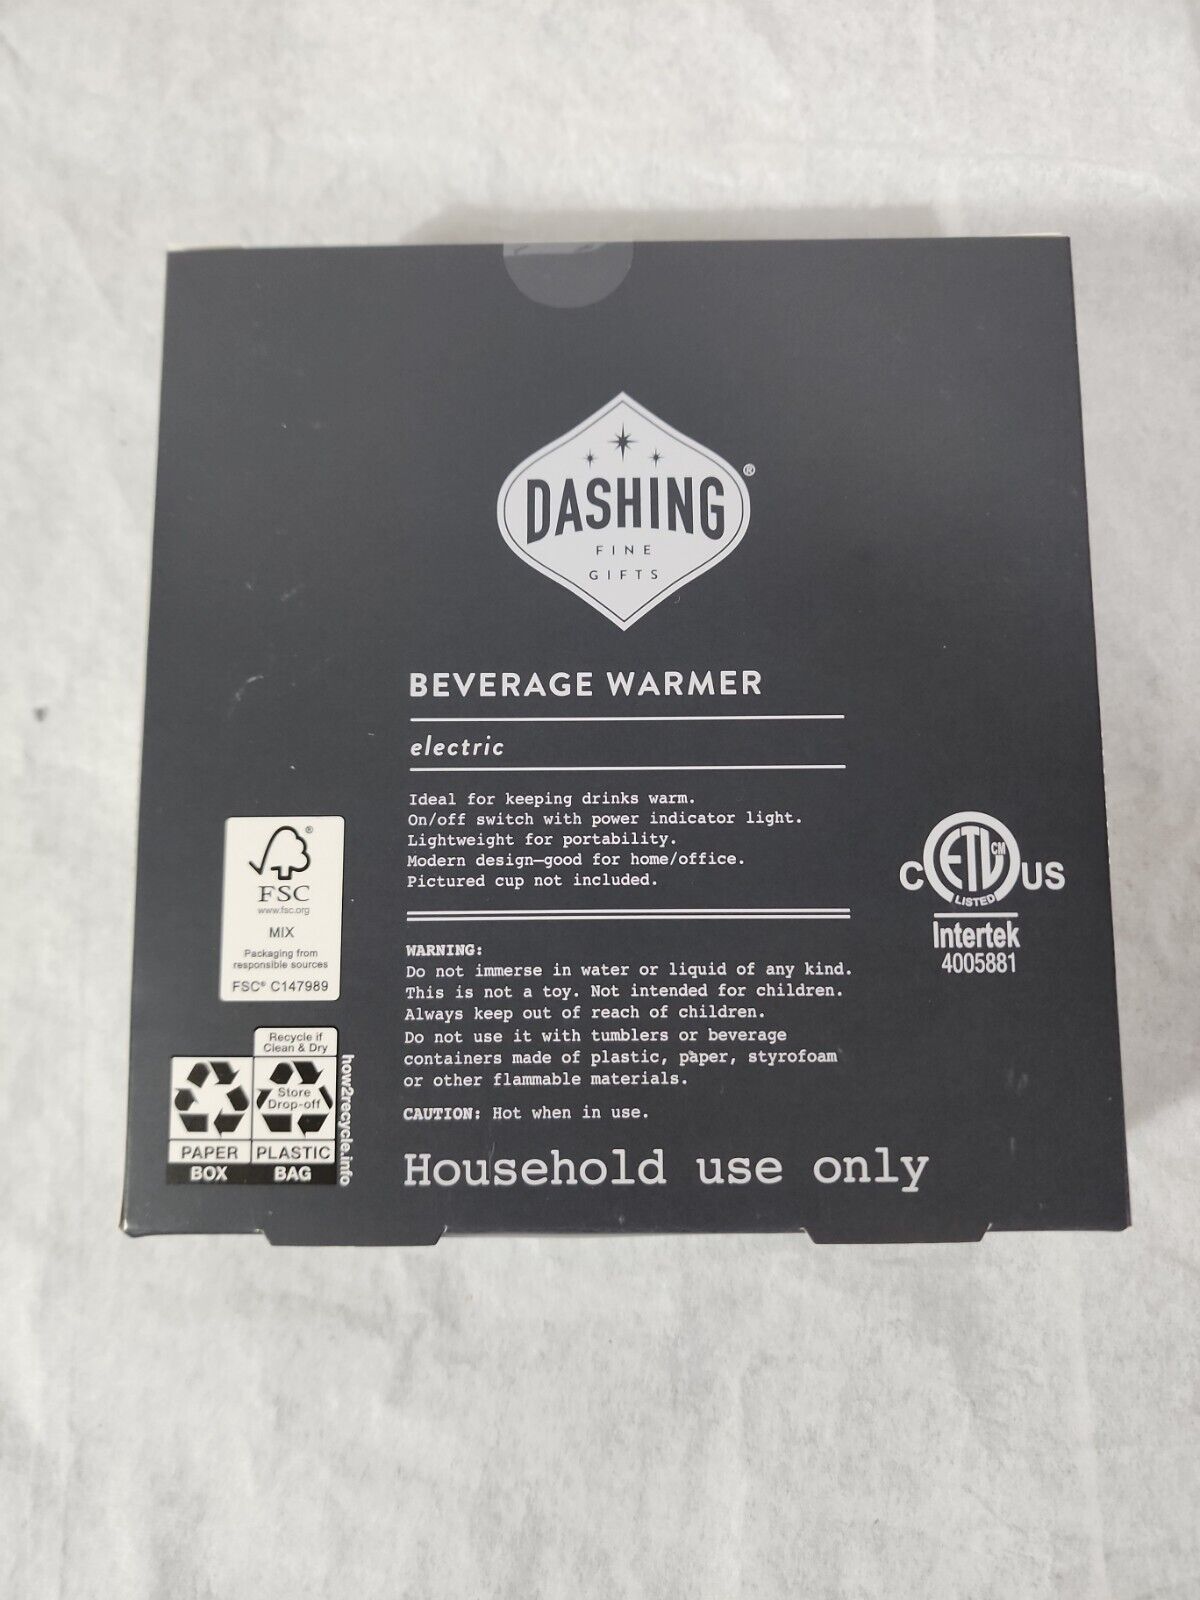 DASHING®
FINE
GIFTS
BEVERAGE WARMER
electric
Ideal for keeping drinks warm.
On/off switch with power indicator light.
Lightweight for portability.
Modern design—good for home/office.
Pictured cup not included.
WARNING:
Do not immerse in water or liquid of any kind.
This is not a toy. Not intended for children.
Always keep out of reach of children.
Do not use it with tumblers or beverage
containers made of plastic, paper, styrofoam
or other flammable materials.
CAUTION: Hot when in use.
Household use only
®
FSC
www.fsc.org
MIX
Packaging from
responsible sources
FSC® C147989
Recycle if
Clean & Dry
Store
Drop-off
PAPER
BOX
PLASTIC
BAG
how2recycle.info
C ETL CM US
LISTED
Intertek
4005881